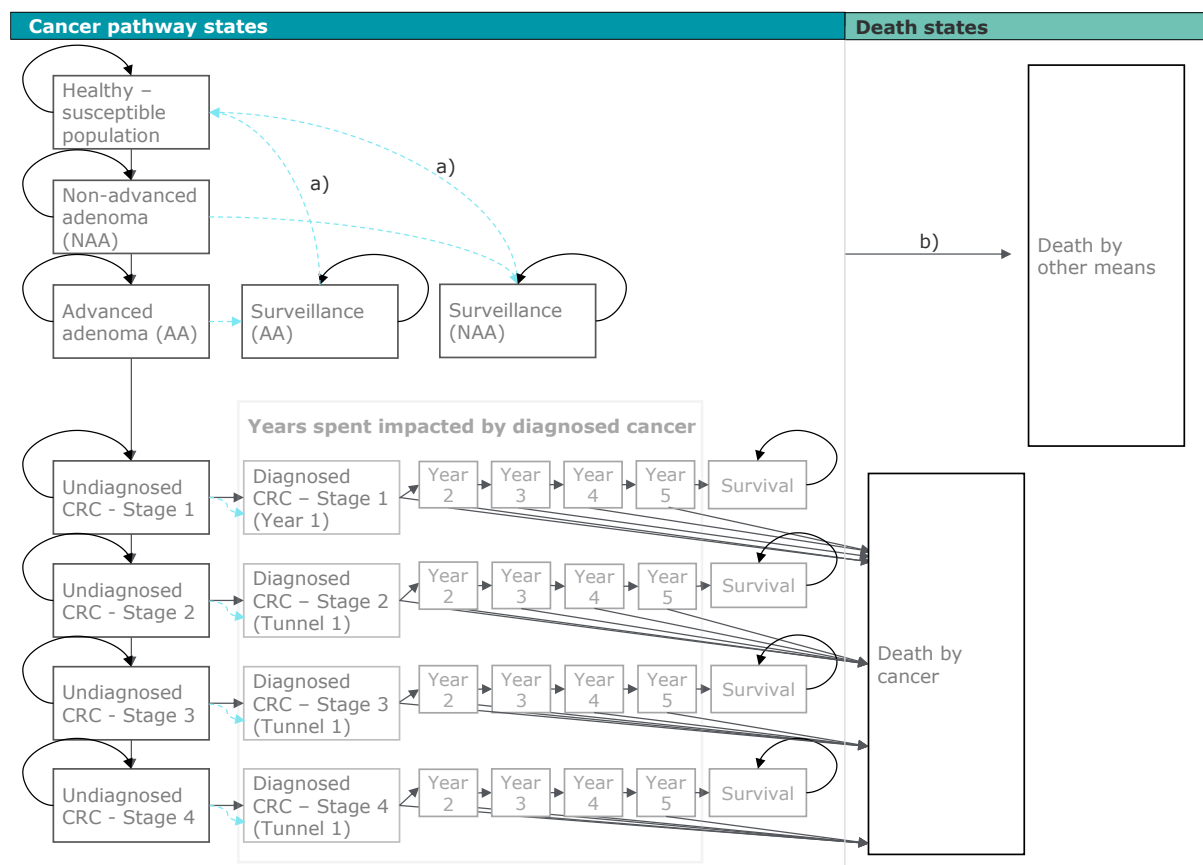 Cancer pathway states
Death states
Healthy –
susceptible
population
a)
a)
Non-advanced
adenoma
(NAA)
b)
Death by
other means
Advanced
adenoma (AA)
Surveillance
(AA)
Surveillance
(NAA)
Years spent impacted by diagnosed cancer
Undiagnosed
CRC - Stage 1
Diagnosed
CRC – Stage 1
(Year 1)
Year
2
Year
3
Year
4
Year
5
Survival
Undiagnosed
CRC - Stage 2
Diagnosed
CRC – Stage 2
(Tunnel 1)
Year
2
Year
3
Year
4
Year
5
Survival
Death by
cancer
Undiagnosed
CRC - Stage 3
Diagnosed
CRC – Stage 3
(Tunnel 1)
Year
2
Year
3
Year
4
Year
5
Survival
Undiagnosed
CRC - Stage 4
Diagnosed
CRC – Stage 4
(Tunnel 1)
Year
2
Year
3
Year
4
Year
5
Survival